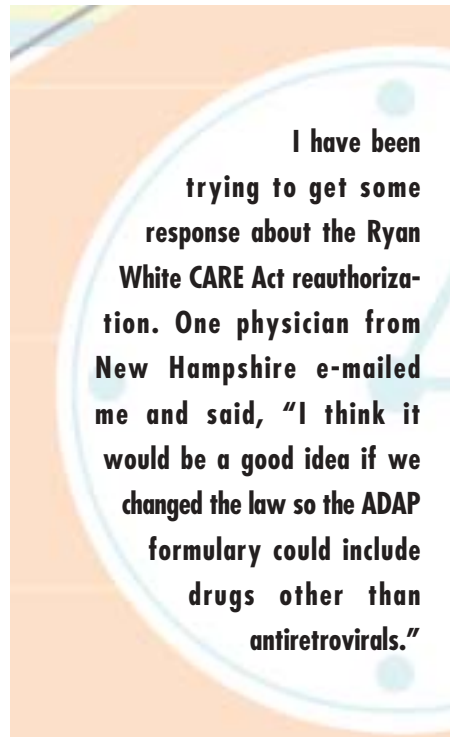 I have been
trying to get some
response about the Ryan
White CARE Act reauthoriza-
tion. One physician from
New Hampshire e-mailed
me and said, “I think it
would be a good idea if we
changed the law so the ADAP
formulary could include
drugs other than
antiretrovirals.”